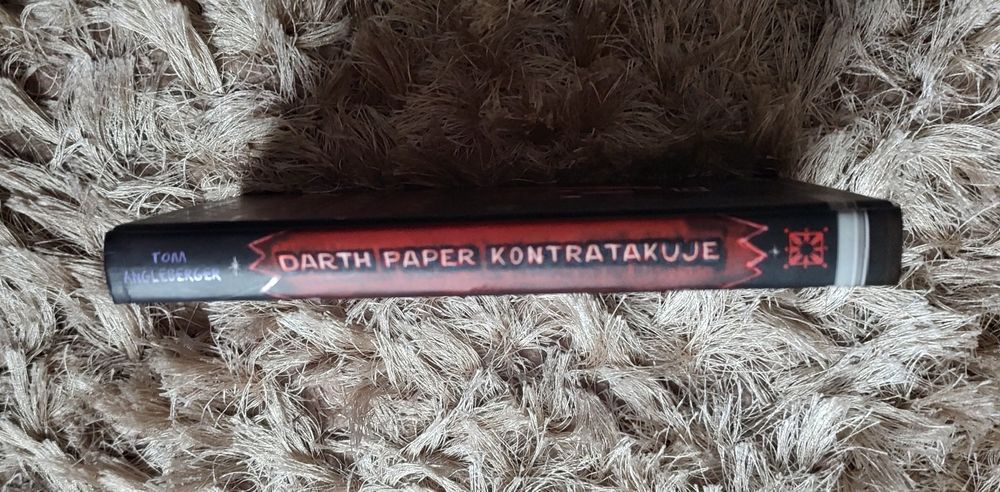 TOM
ANGLEBERGER
DARTH PAPER KONTRATAKUJE